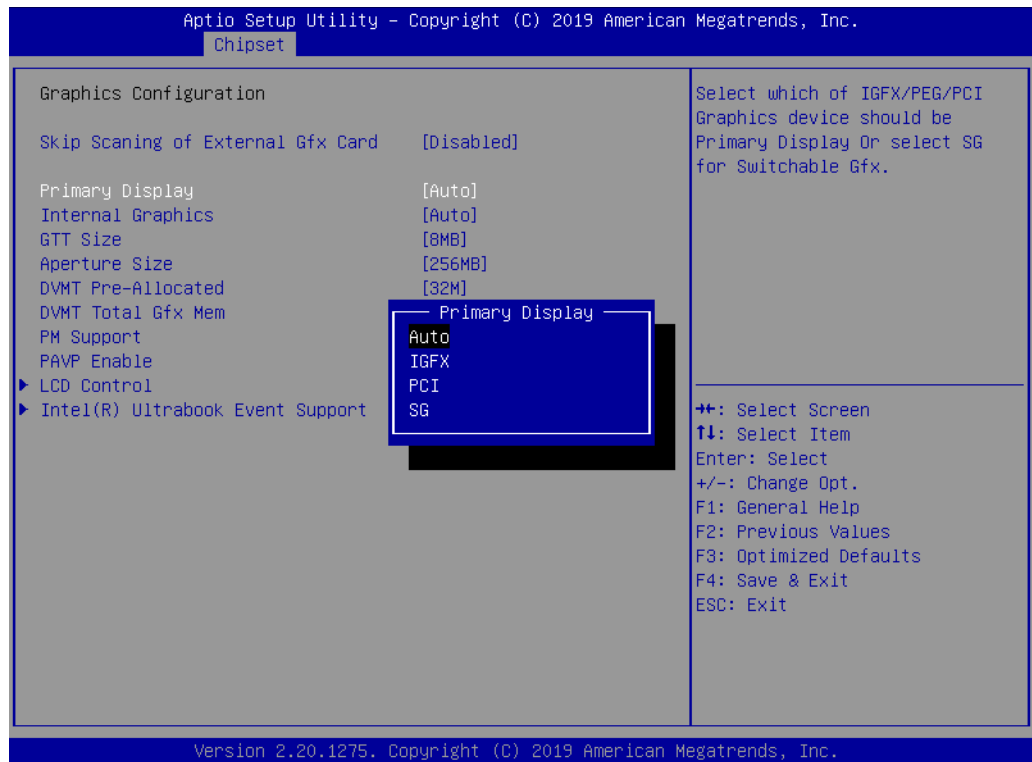 Aptio Setup Utility – Copyright (C) 2019 American Megatrends, Inc.
Chipset
Graphics Configuration
Skip Scaning of External Gfx Card [Disabled]
Primary Display [Auto]
Internal Graphics [Auto]
GTT Size [8MB]
Aperture Size [256MB]
DVMT Pre-Allocated [32M]
DVMT Total Gfx Mem
PM Support
PAVP Enable
LCD Control
Intel(R) Ultrabook Event Support
Primary Display
Auto
IGFX
PCI
SG
Select which of IGFX/PEG/PCI
Graphics device should be
Primary Display Or select SG
for Switchable Gfx.
→←: Select Screen
↑↓: Select Item
Enter: Select
+/-: Change Opt.
F1: General Help
F2: Previous Values
F3: Optimized Defaults
F4: Save & Exit
ESC: Exit
Version 2.20.1275. Copyright (C) 2019 American Megatrends, Inc.